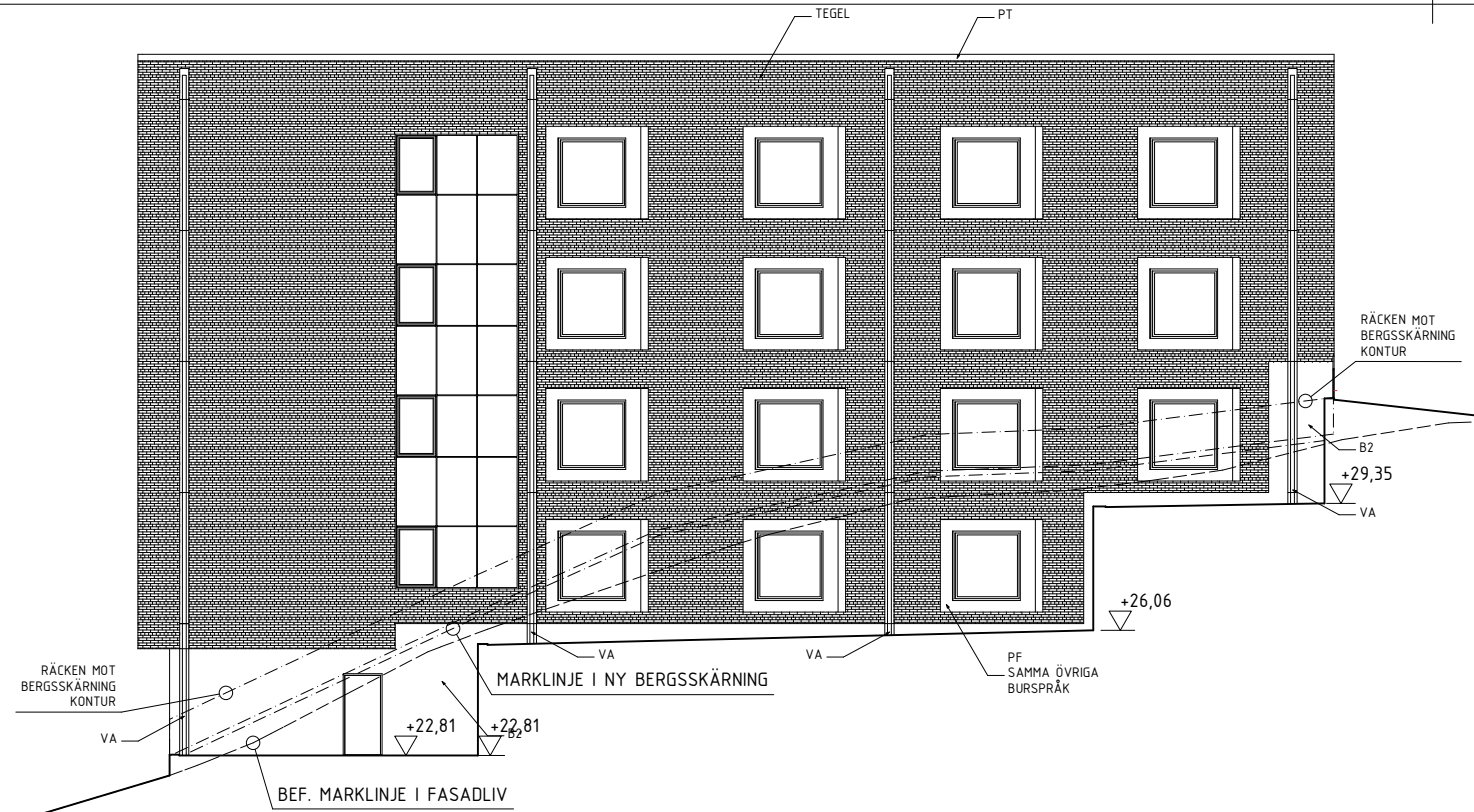 TEGEL
PT
RÄCKEN MOT
BERGSSKÄRNING
KONTUR
B2
+29,35
VA
+26,06
VA
VA
PF
SAMMA ÖVRIGA
BURSPRÅK
RÄCKEN MOT
BERGSSKÄRNING
KONTUR
MARKLINJE I NY BERGSSKÄRNING
VA
+22,81
+22,81
B2
BEF. MARKLINJE I FASADLIV